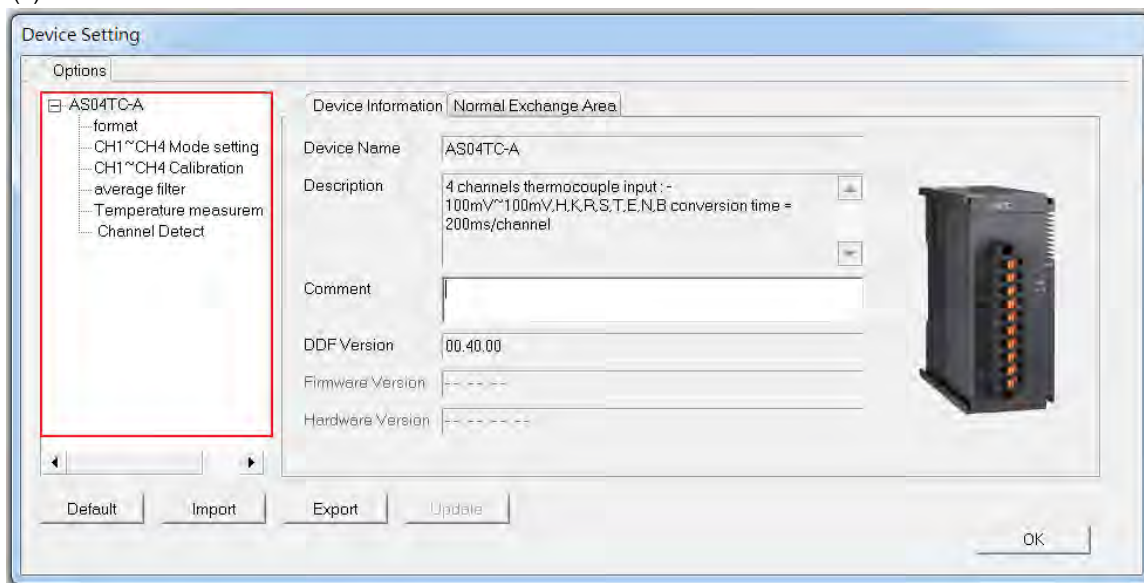 Device Setting
Options
AS04TC-A
format
CH1~CH4 Mode setting
CH1~CH4 Calibration
average filter
Temperature measurem
Channel Detect
Device Information
Normal Exchange Area
Device Name
AS04TC-A
Description
4 channels thermocouple input : -
100mV~100mV,J,K,R,S,T,E,N,B conversion time =
200ms/channel
Comment
DDF Version
00.40.00
Firmware Version
-- -- --
Hardware Version
-- -- -- --
Default
Import
Export
Update
OK